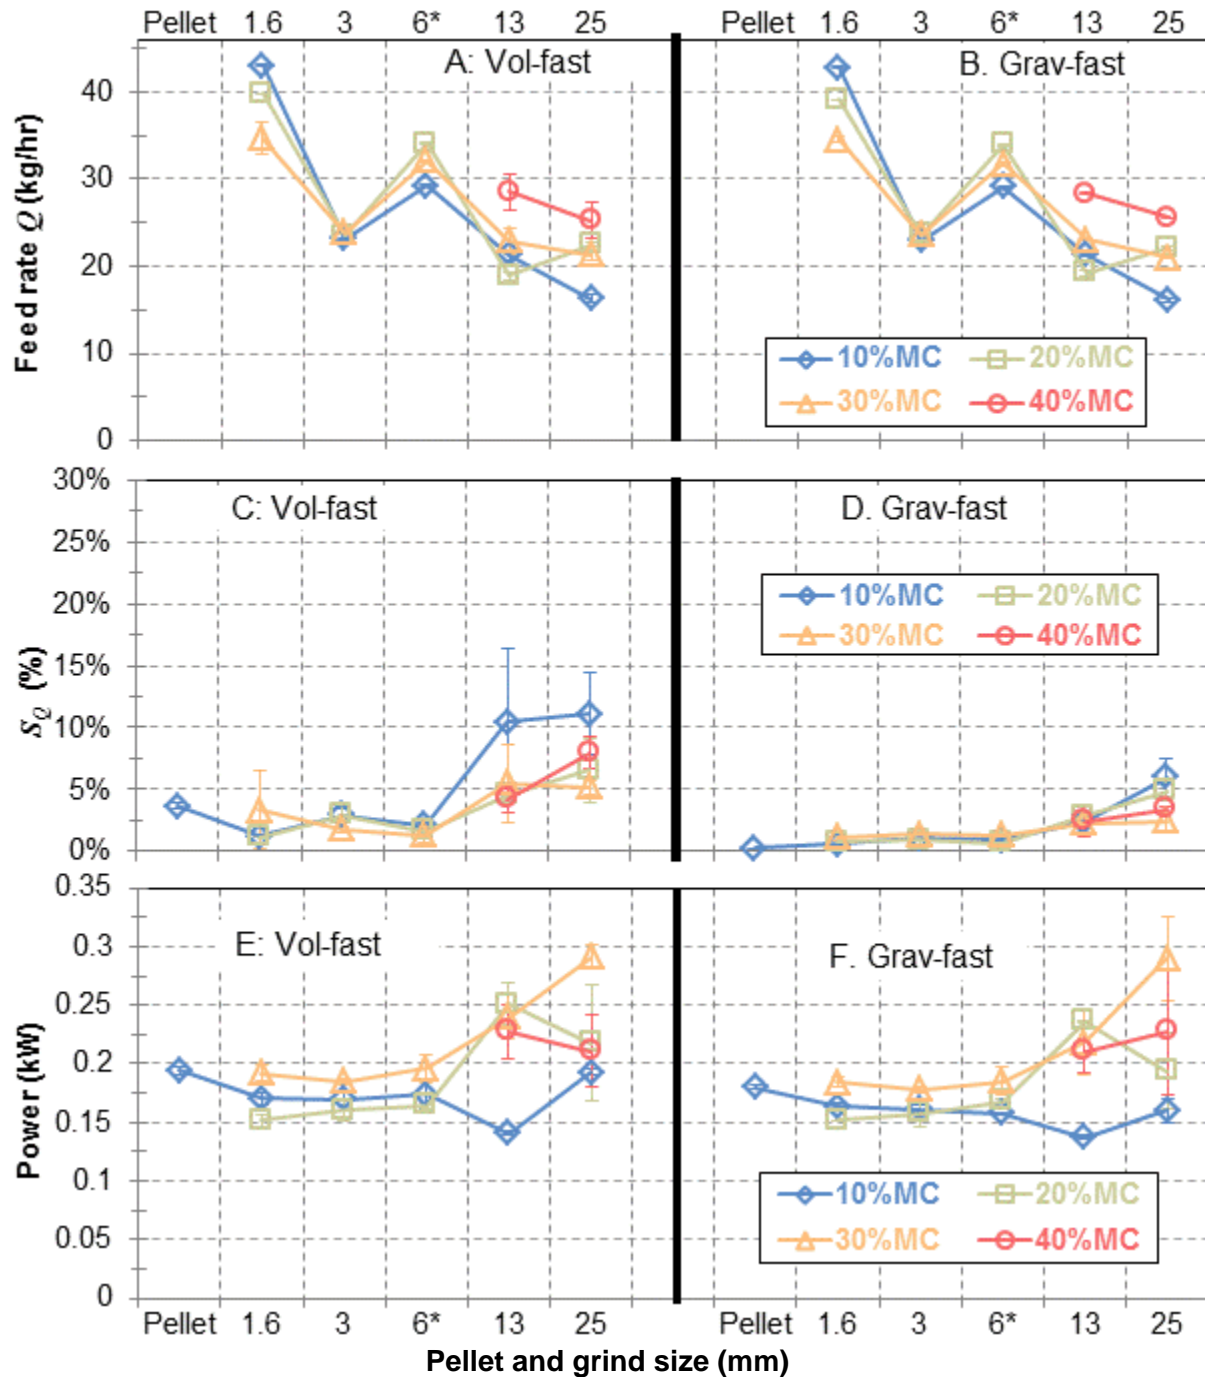 Pellet 1.6 3 6* 13 25 Pellet 1.6 3 6* 13 25
A: Vol-fast B. Grav-fast
Feed rate Q (kg/hr)
40
30
20
10
0
10%MC 20%MC
30%MC 40%MC
C: Vol-fast D. Grav-fast
S_Q (%)
30%
25%
20%
15%
10%
5%
0%
10%MC 20%MC
30%MC 40%MC
E: Vol-fast F. Grav-fast
Power (kW)
0.35
0.3
0.25
0.2
0.15
0.1
0.05
0
10%MC 20%MC
30%MC 40%MC
Pellet 1.6 3 6* 13 25 Pellet 1.6 3 6* 13 25
Pellet and grind size (mm)